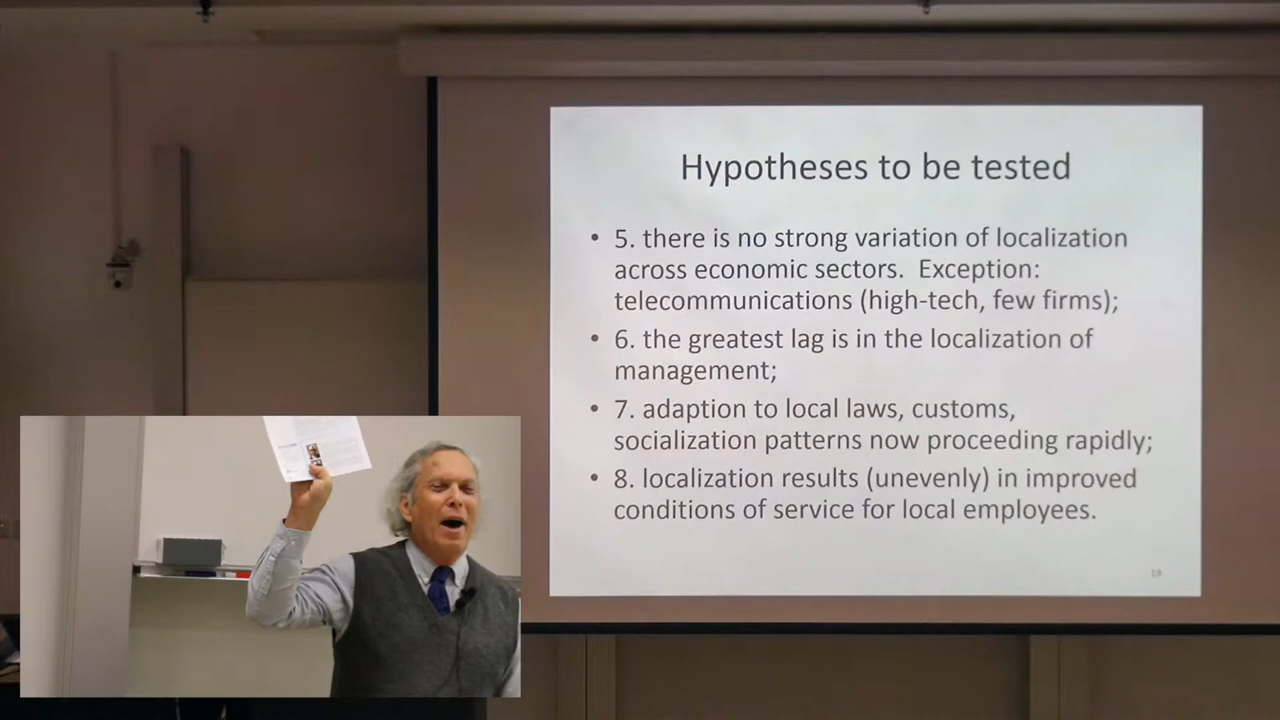 Hypotheses to be tested
• 5. there is no strong variation of localization
across economic sectors. Exception:
telecommunications (high-tech, few firms);
• 6. the greatest lag is in the localization of
management;
• 7. adaption to local laws, customs,
socialization patterns now proceeding rapidly;
• 8. localization results (unevenly) in improved
conditions of service for local employees.